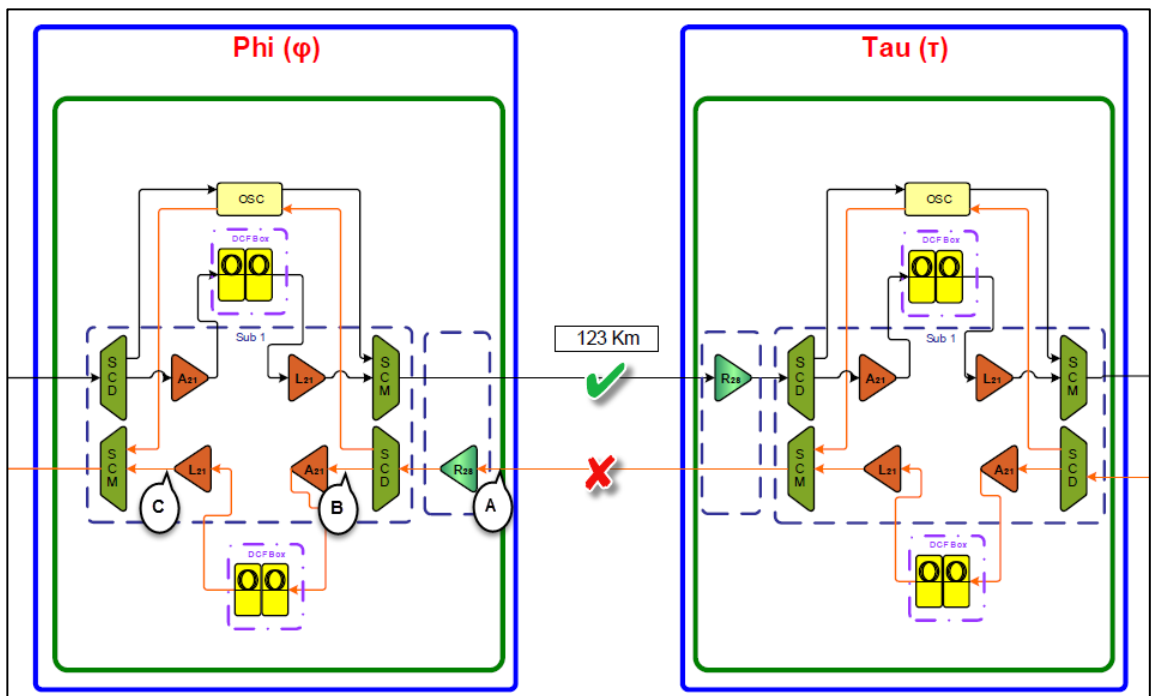 Phi (φ)
Tau (τ)
OSC
OSC
DCF Box
DCF Box
123 Km
Sub 1
Sub 1
SCD
A21
L21
SCM
R28
SCD
A21
L21
SCM
SCM
L21
A21
SCD
R28
SCM
L21
A21
SCD
C
B
A
DCF Box
DCF Box